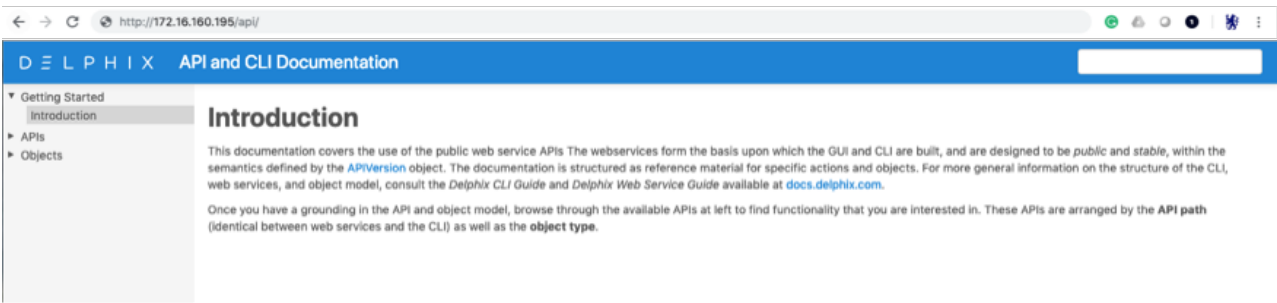 http://172.16.160.195/api/
DELPHIX API and CLI Documentation
Getting Started
Introduction
APIs
Objects
Introduction
This documentation covers the use of the public web service APIs The webservices form the basis upon which the GUI and CLI are built, and are designed to be public and stable, within the
semantics defined by the APIVersion object. The documentation is structured as reference material for specific actions and objects. For more general information on the structure of the CLI,
web services, and object model, consult the Delphix CLI Guide and Delphix Web Service Guide available at docs.delphix.com.
Once you have a grounding in the API and object model, browse through the available APIs at left to find functionality that you are interested in. These APIs are arranged by the API path
(identical between web services and the CLI) as well as the object type.